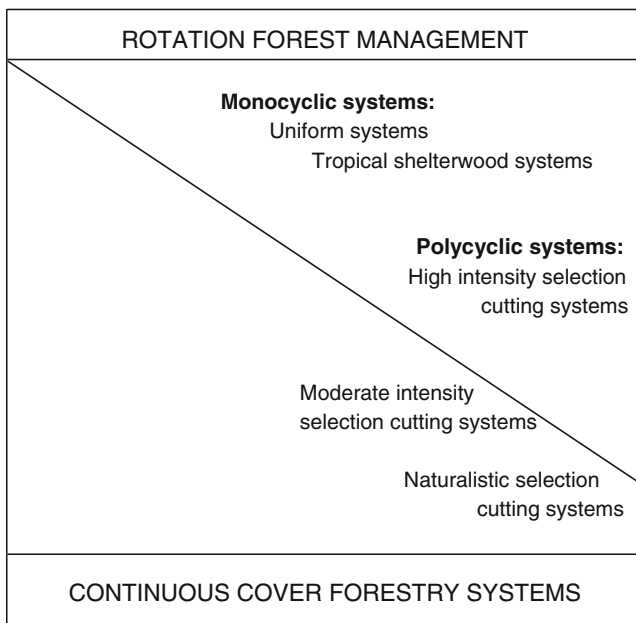 ROTATION FOREST MANAGEMENT
Monocyclic systems:
Uniform systems
Tropical shelterwood systems
Polycyclic systems:
High intensity selection
cutting systems
Moderate intensity
selection cutting systems
Naturalistic selection
cutting systems
CONTINUOUS COVER FORESTRY SYSTEMS